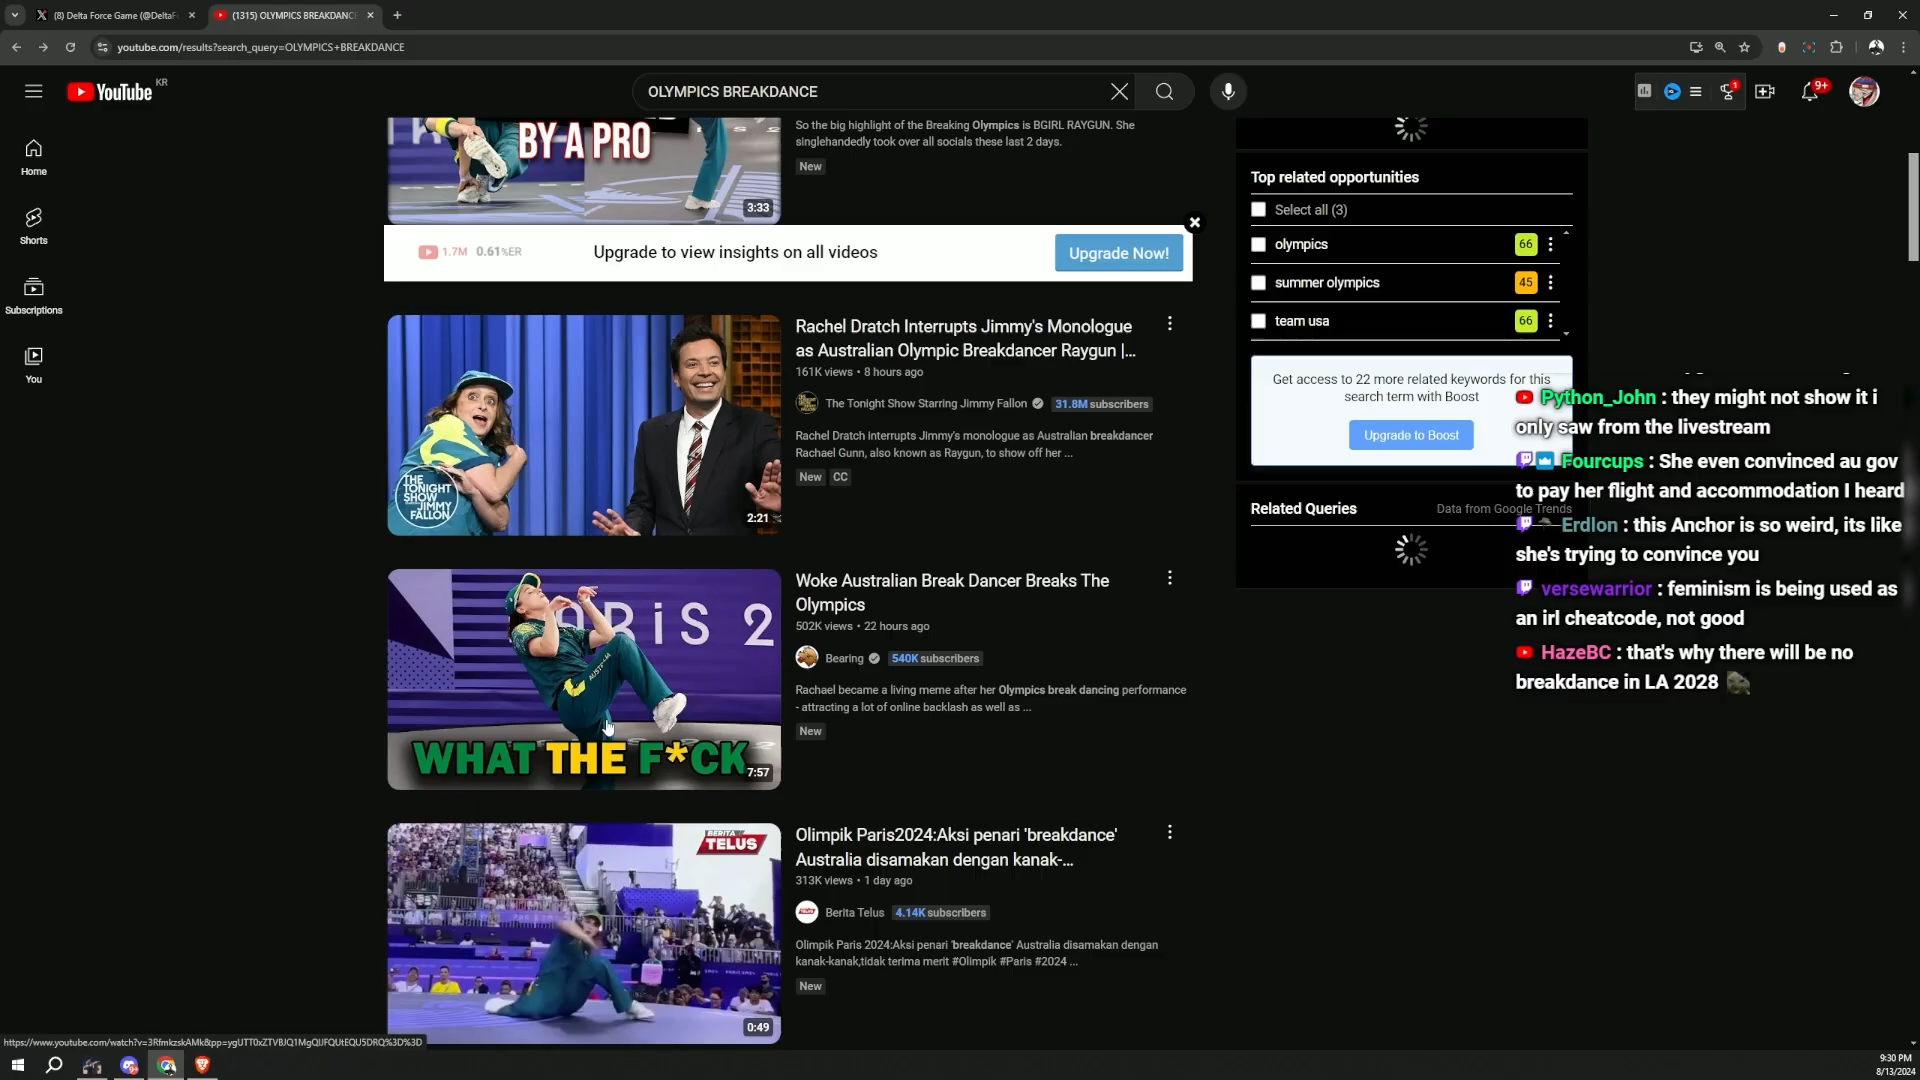 (8) Delta Force Game (@DeltaF
(1315) OLYMPICS BREAKDANC
youtube.com/results?search_query=OLYMPICS+BREAKDANCE
YouTube KR
OLYMPICS BREAKDANCE
1
9+
Home
Shorts
Subscriptions
You
BY A PRO
3:33
So the big highlight of the Breaking Olympics is BGIRL RAYGUN. She
singlehandedly took over all socials these last 2 days.
New
1.7M 0.61%ER
Upgrade to view insights on all videos
Upgrade Now!
THE
TONIGHT
SHOW
JIMMY
FALLON
2:21
Rachel Dratch Interrupts Jimmy's Monologue
as Australian Olympic Breakdancer Raygun |...
161K views • 8 hours ago
The Tonight Show Starring Jimmy Fallon 31.8M subscribers
Rachel Dratch interrupts Jimmy's monologue as Australian breakdancer
Rachael Gunn, also known as Raygun, to show off her ...
New CC
ARiS 2
AUSTRALIA
WHAT THE F*CK
7:57
Woke Australian Break Dancer Breaks The
Olympics
502K views • 22 hours ago
Bearing 540K subscribers
Rachael became a living meme after her Olympics break dancing performance
- attracting a lot of online backlash as well as ...
New
BERITA
TELUS
0:49
Olimpik Paris2024:Aksi penari 'breakdance'
Australia disamakan dengan kanak-...
313K views • 1 day ago
Berita Telus 4.14K subscribers
Olimpik Paris 2024:Aksi penari 'breakdance' Australia disamakan dengan
kanak-kanak,tidak terima merit #Olimpik #Paris #2024 ...
New
Top related opportunities
Select all (3)
olympics 66
summer olympics 45
team usa 66
Get access to 22 more related keywords for this
search term with Boost
Upgrade to Boost
Related Queries Data from Google Trends
Python_John : they might not show it i
only saw from the livestream
Fourcups : She even convinced au gov
to pay her flight and accommodation I heard
Erdlon : this Anchor is so weird, its like
she's trying to convince you
versewarrior : feminism is being used as
an irl cheatcode, not good
HazeBC : that's why there will be no
breakdance in LA 2028
9:30 PM
8/13/2024